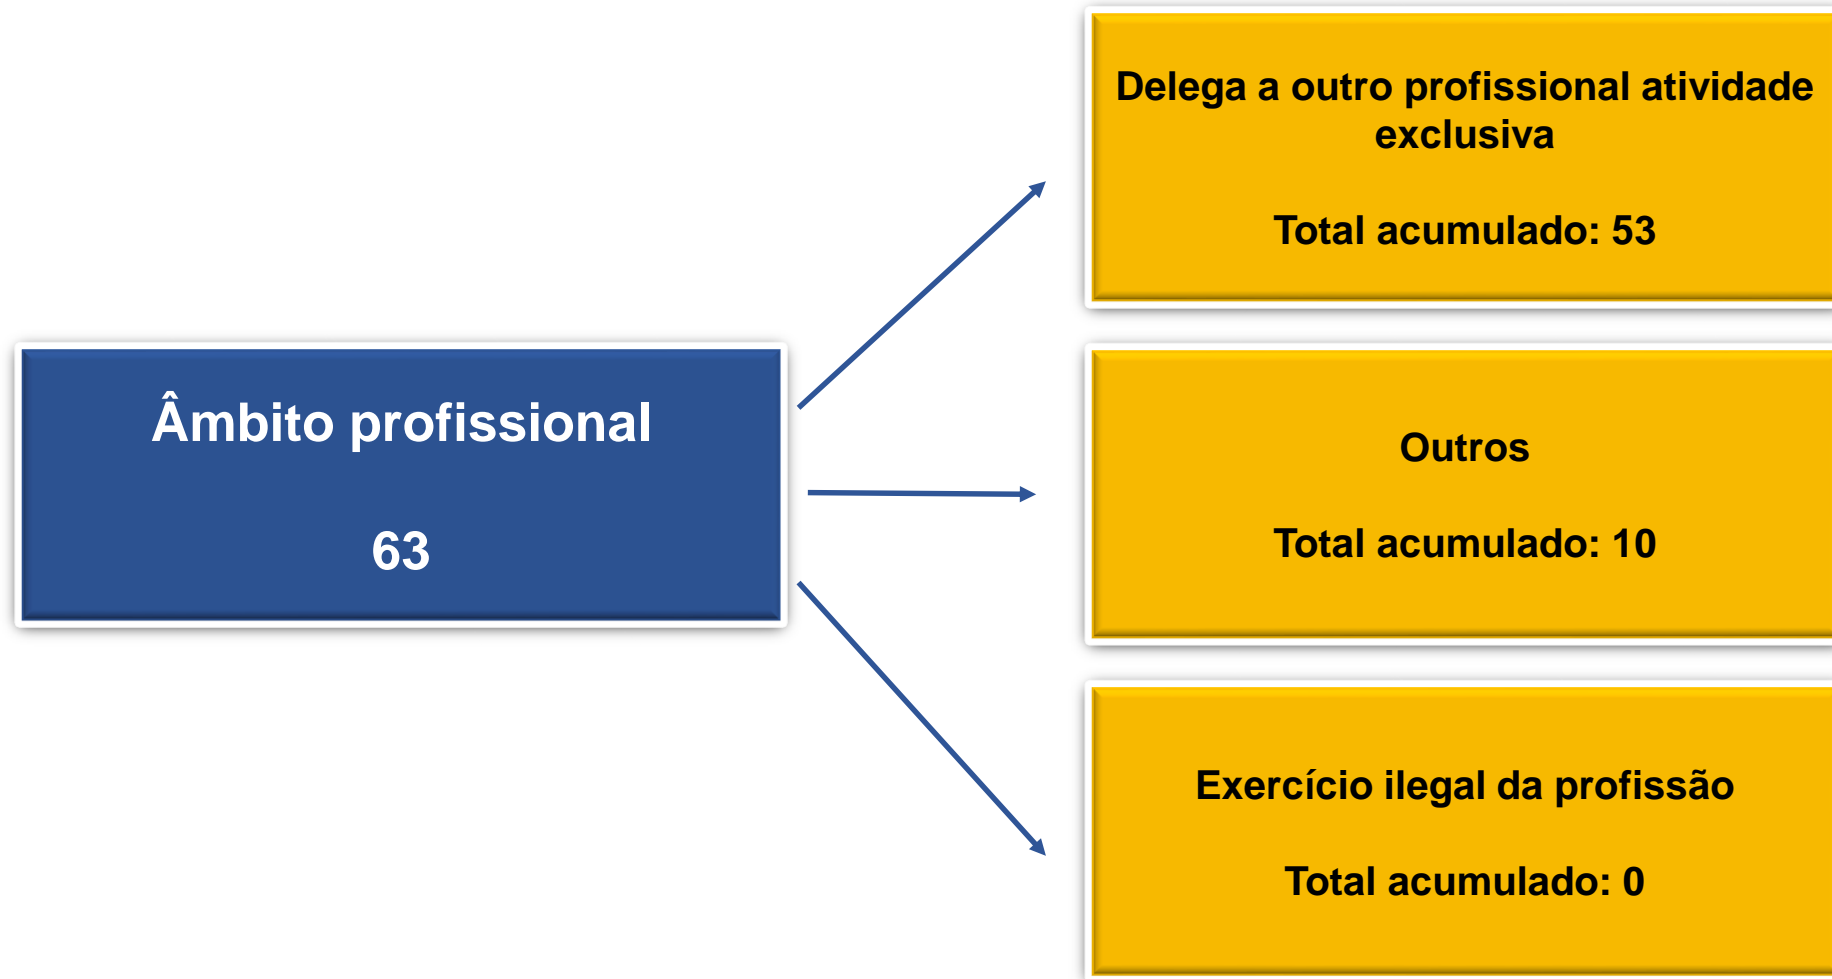 Âmbito profissional
63
Delega a outro profissional atividade
exclusiva
Total acumulado: 53
Outros
Total acumulado: 10
Exercício ilegal da profissão
Total acumulado: 0